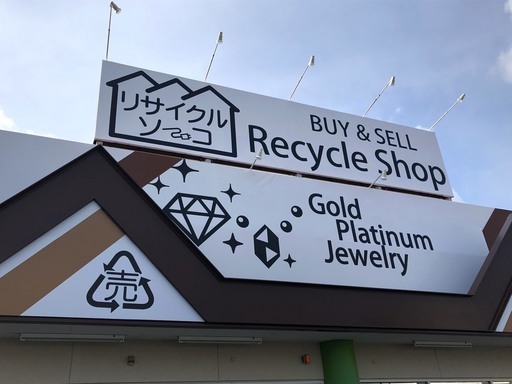 リサイクル
ソーコ
BUY & SELL
Recycle Shop
Gold
Platinum
Jewelry
売